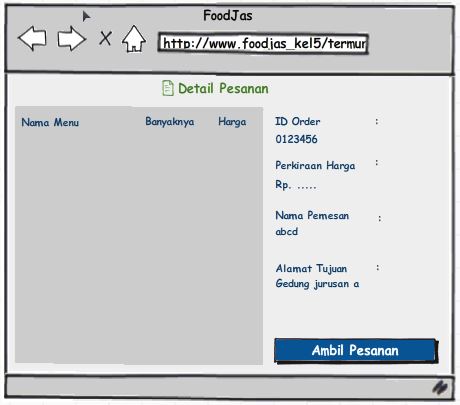 FoodJas
http://www.foodjas_kel5/termur
Detail Pesanan
Nama Menu Banyaknya Harga
ID Order :
0123456
Perkiraan Harga :
Rp. .....
Nama Pemesan :
abcd
Alamat Tujuan :
Gedung jurusan a
Ambil Pesanan